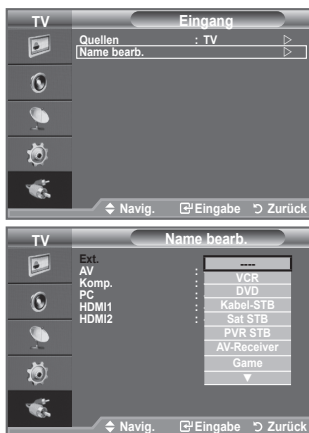 TV Eingang
Quellen : TV ▷
Name bearb. ▷
Navig. Eingabe Zurück
TV Name bearb.
Ext. ----
AV : VCR
Komp. : DVD
PC : Kabel-STB
HDMI1 : Sat STB
HDMI2 : PVR STB
AV-Receiver
Game
▼
Navig. Eingabe Zurück